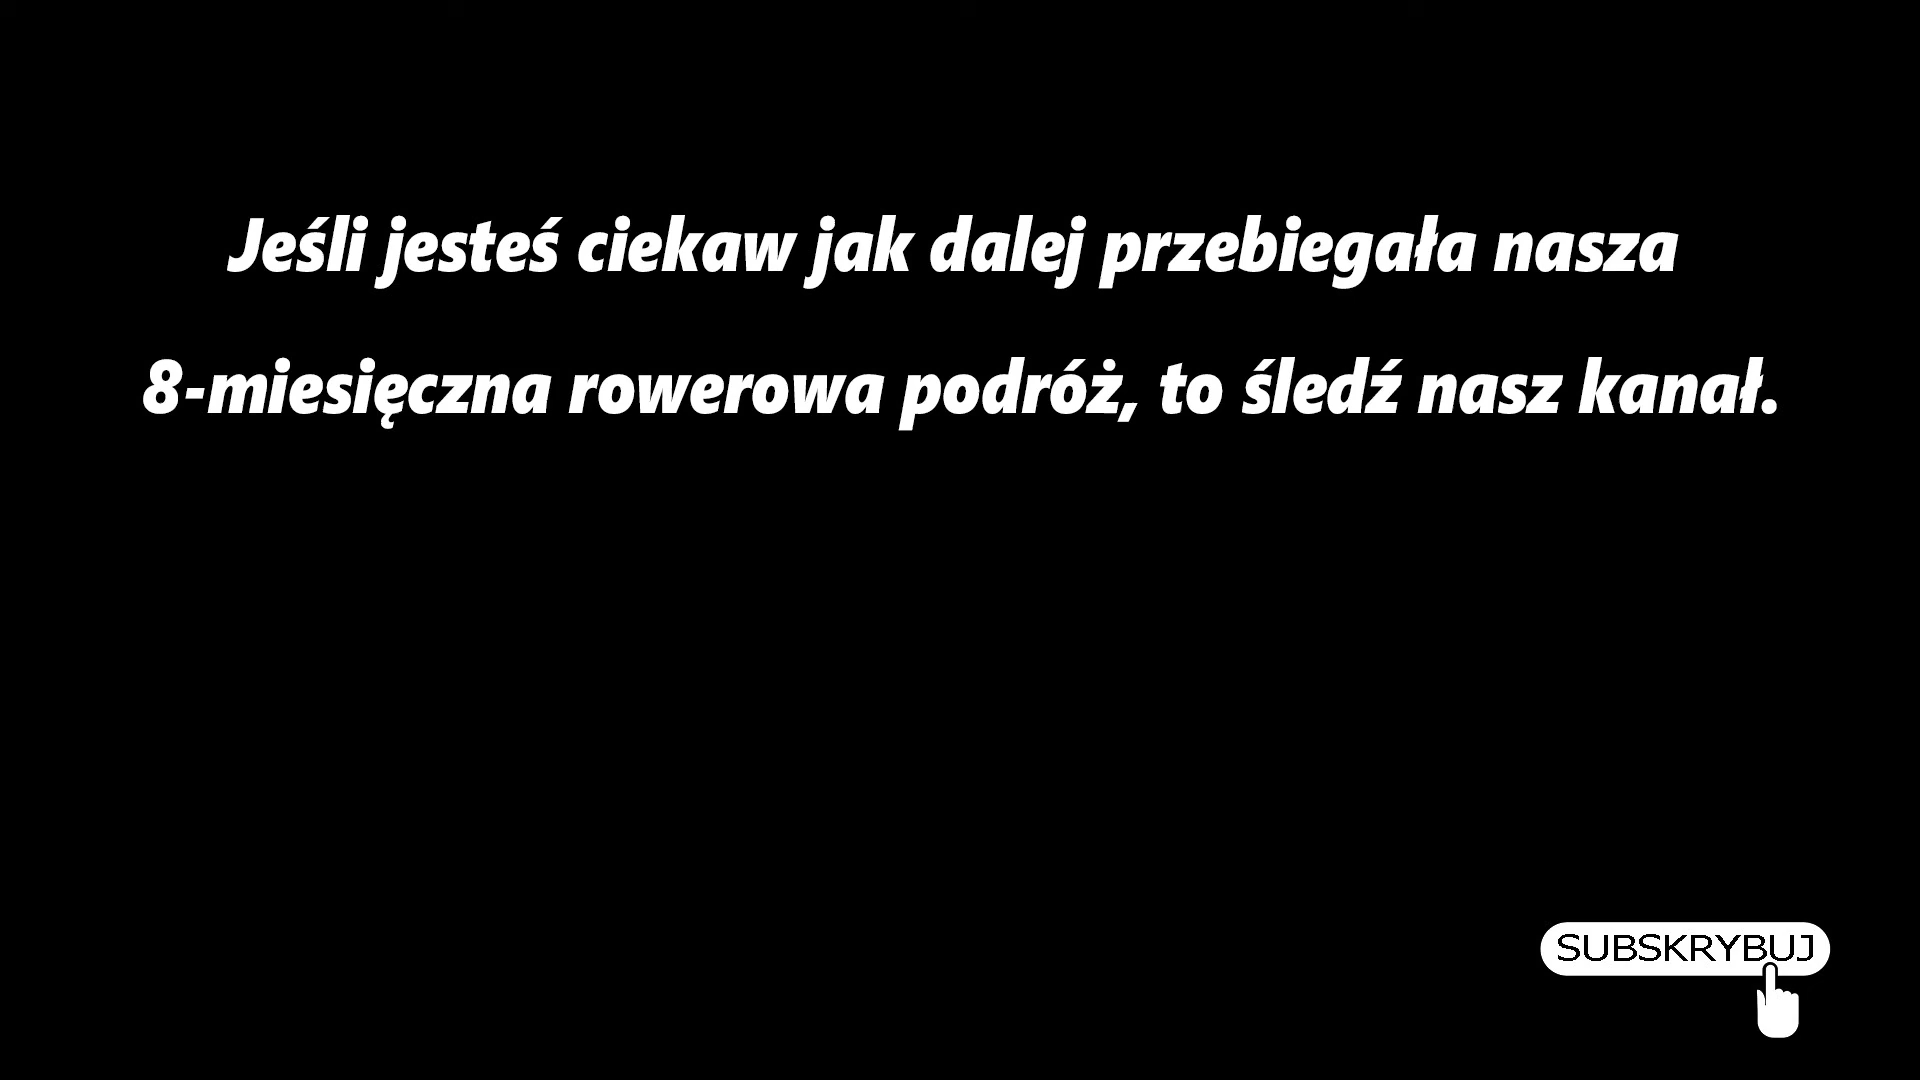 Jeśli jesteś ciekaw jak dalej przebiegała nasza
8-miesięczna rowerowa podróż, to śledź nasz kanał.
SUBSKRYBUJ